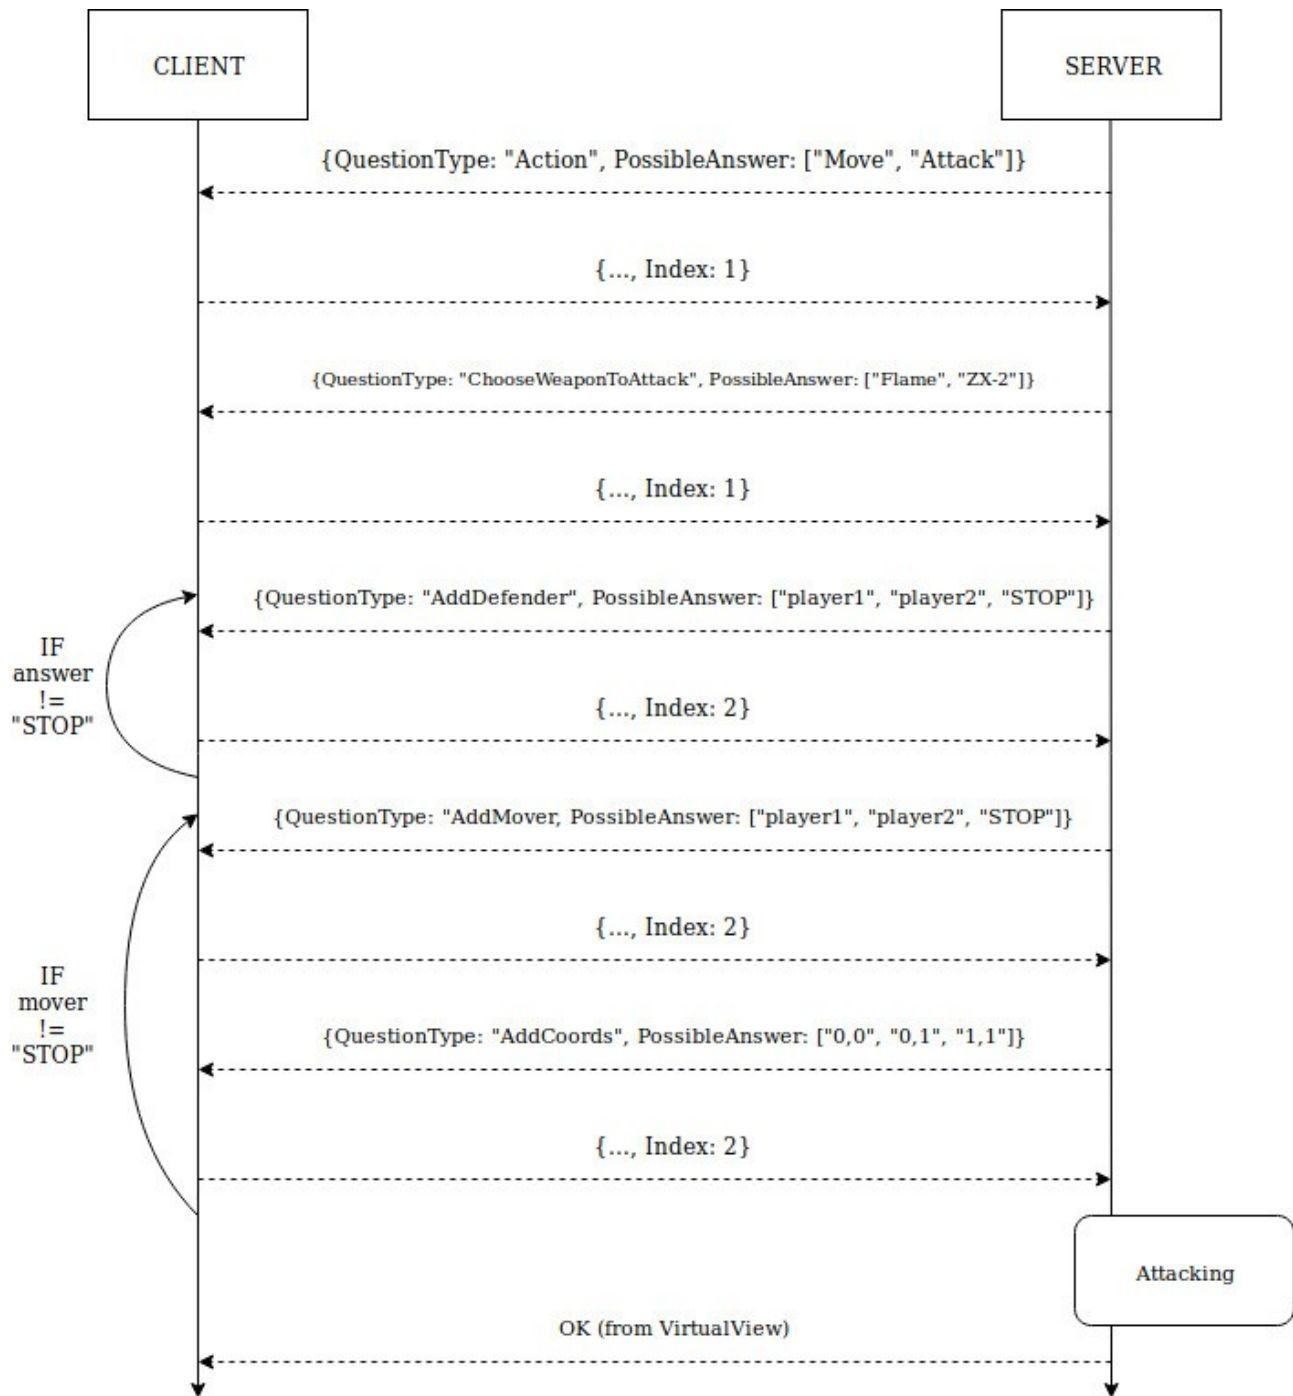 CLIENT
SERVER
{QuestionType: "Action", PossibleAnswer: ["Move", "Attack"]}
{..., Index: 1}
{QuestionType: "ChooseWeaponToAttack", PossibleAnswer: ["Flame", "ZX-2"]}
{..., Index: 1}
{QuestionType: "AddDefender", PossibleAnswer: ["player1", "player2", "STOP"]}
IF
answer
!=
"STOP"
{..., Index: 2}
{QuestionType: "AddMover, PossibleAnswer: ["player1", "player2", "STOP"]}
{..., Index: 2}
IF
mover
!=
"STOP"
{QuestionType: "AddCoords", PossibleAnswer: ["0,0", "0,1", "1,1"]}
{..., Index: 2}
Attacking
OK (from VirtualView)